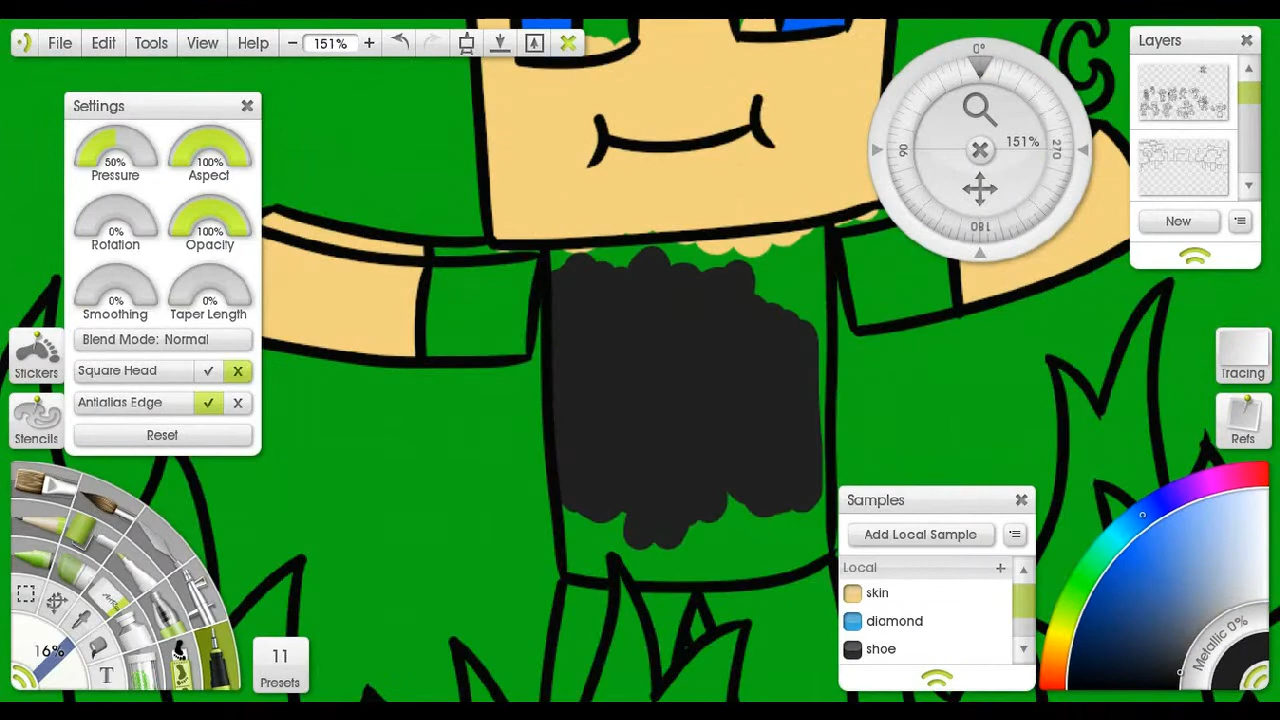 File Edit Tools View Help 151%
Settings
50% 100%
Pressure Aspect
0% 100%
Rotation Opacity
0% 0%
Smoothing Taper Length
Blend Mode: Normal
Square Head
Antialias Edge
Reset
Stickers
Stencils
16%
T
11
Presets
0°
151%
90 270
180
Layers
New
Tracing
Refs
Samples
Add Local Sample
Local
skin
diamond
shoe
Metallic 0%